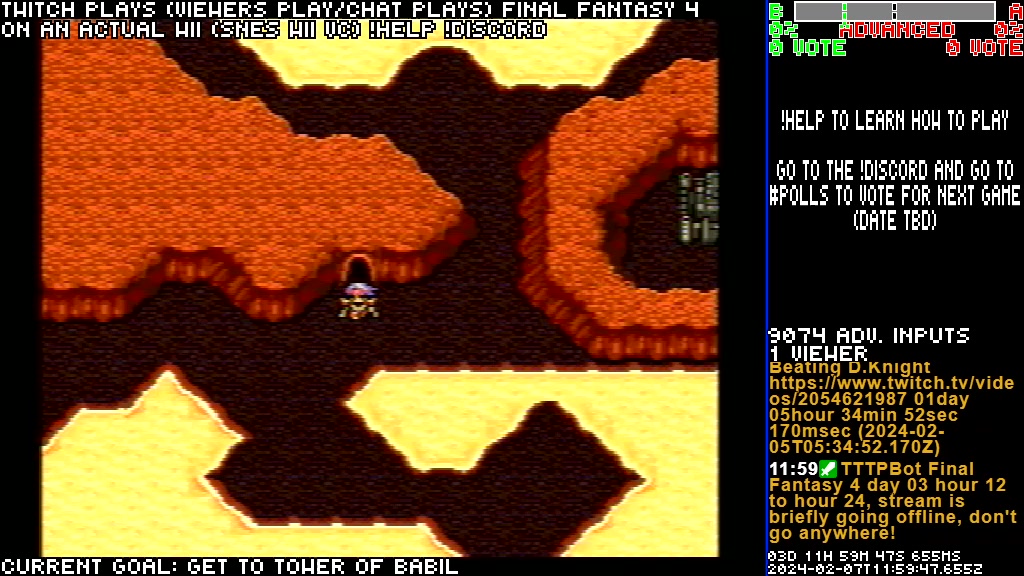 TWITCH PLAYS (VIEWERS PLAY/CHAT PLAYS) FINAL FANTASY 4
ON AN ACTUAL WII (SNES WII VC) !HELP !DISCORD
B A
0% ADVANCED 0%
0 VOTE 0 VOTE
!HELP TO LEARN HOW TO PLAY
GO TO THE !DISCORD AND GO TO
#POLLS TO VOTE FOR NEXT GAME
(DATE TBD)
9074 ADV. INPUTS
1 VIEWER
Beating D.Knight
https://www.twitch.tv/vide
os/2054621987 01day
05hour 34min 52sec
170msec (2024-02-
05T05:34:52.170Z)
11:59 TTTPBot Final
Fantasy 4 day 03 hour 12
to hour 24, stream is
briefly going offline, don't
go anywhere!
03D 11H 59M 47S 655MS
2024-02-07T11:59:47.655Z
CURRENT GOAL: GET TO TOWER OF BABIL